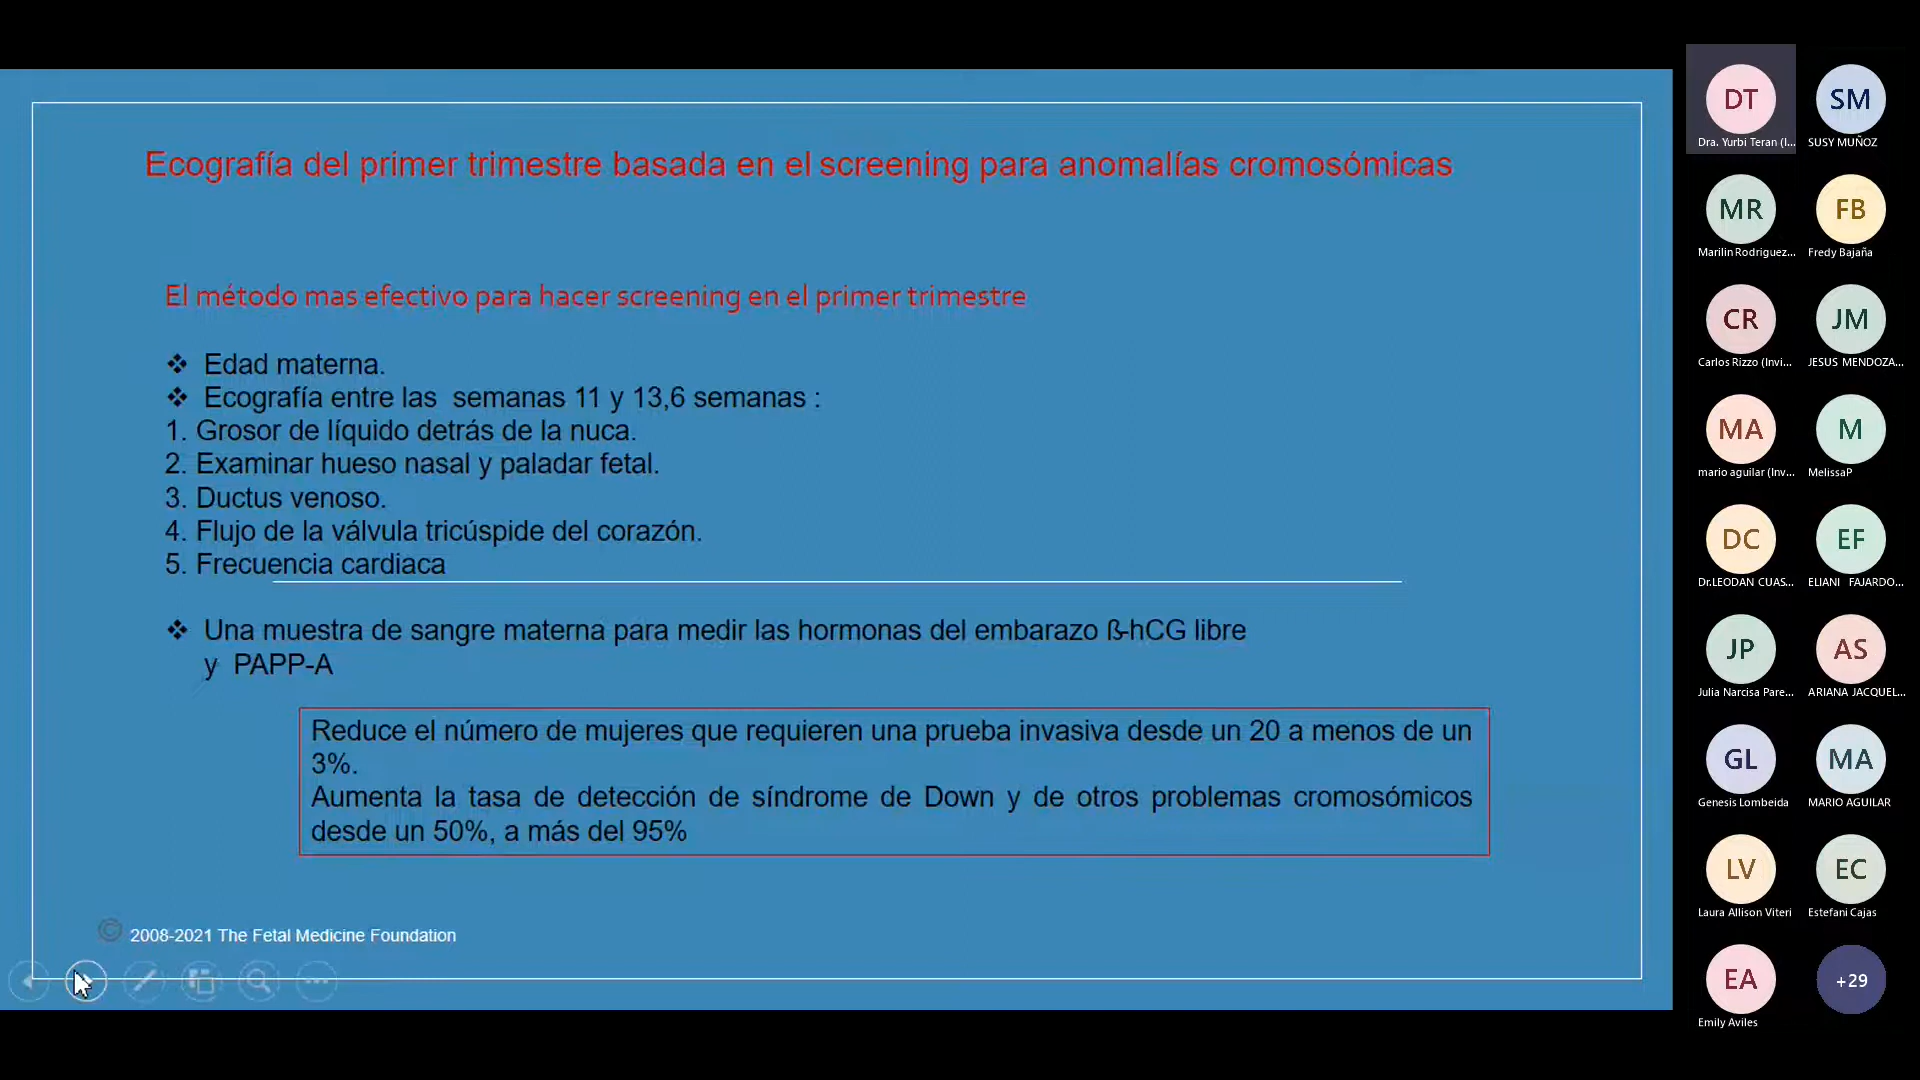 Ecografía del primer trimestre basada en el screening para anomalías cromosómicas
El método mas efectivo para hacer screening en el primer trimestre
❖ Edad materna.
❖ Ecografía entre las semanas 11 y 13,6 semanas :
1. Grosor de líquido detrás de la nuca.
2. Examinar hueso nasal y paladar fetal.
3. Ductus venoso.
4. Flujo de la válvula tricúspide del corazón.
5. Frecuencia cardiaca
❖ Una muestra de sangre materna para medir las hormonas del embarazo ß-hCG libre
y PAPP-A
Reduce el número de mujeres que requieren una prueba invasiva desde un 20 a menos de un
3%.
Aumenta la tasa de detección de síndrome de Down y de otros problemas cromosómicos
desde un 50%, a más del 95%
© 2008-2021 The Fetal Medicine Foundation
DT
SM
Dra. Yurbi Teran (I...
SUSY MUÑOZ
MR
FB
Marilin Rodriguez...
Fredy Bajaña
CR
JM
Carlos Rizzo (Invi...
JESUS MENDOZA...
MA
M
mario aguilar (Inv...
MelissaP
DC
EF
Dr.LEODAN CUAS...
ELIANI FAJARDO...
JP
AS
Julia Narcisa Pare...
ARIANA JACQUEL...
GL
MA
Genesis Lombeida
MARIO AGUILAR
LV
EC
Laura Allison Viteri
Estefani Cajas
EA
+29
Emily Aviles